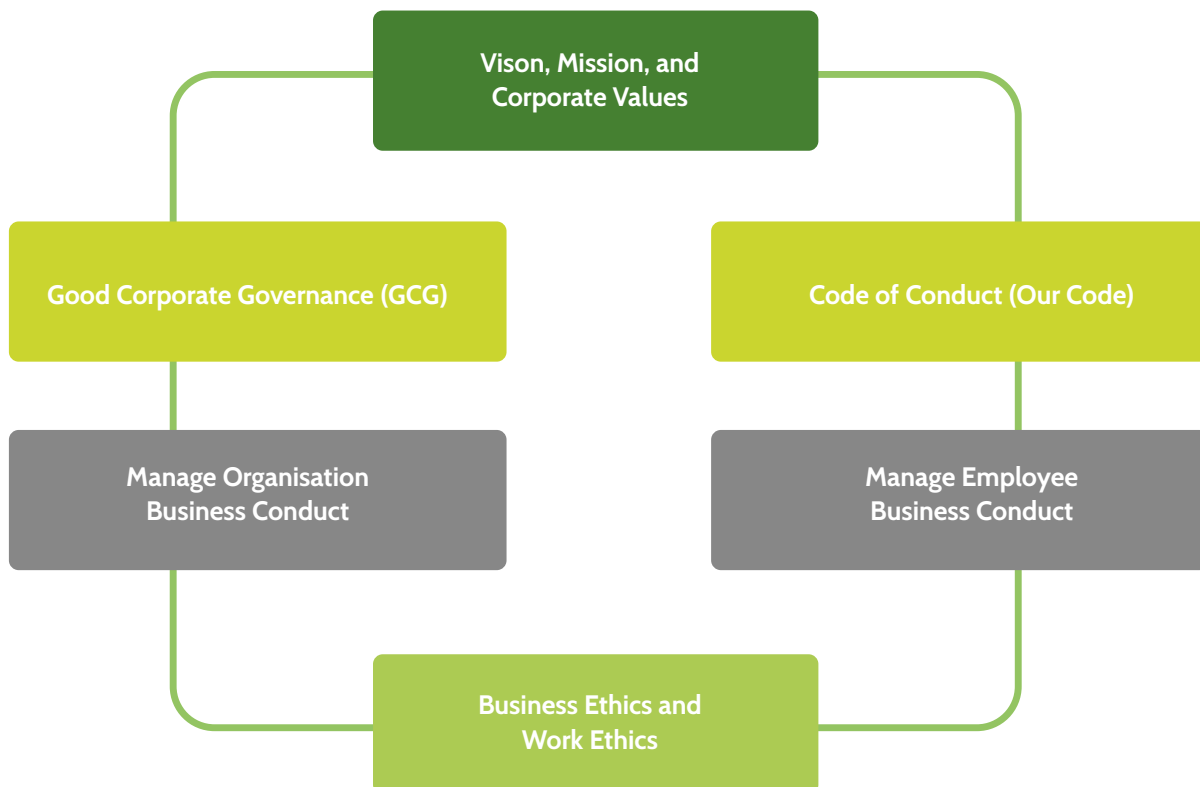 Vison, Mission, and
Corporate Values
Good Corporate Governance (GCG)
Code of Conduct (Our Code)
Manage Organisation
Business Conduct
Manage Employee
Business Conduct
Business Ethics and
Work Ethics